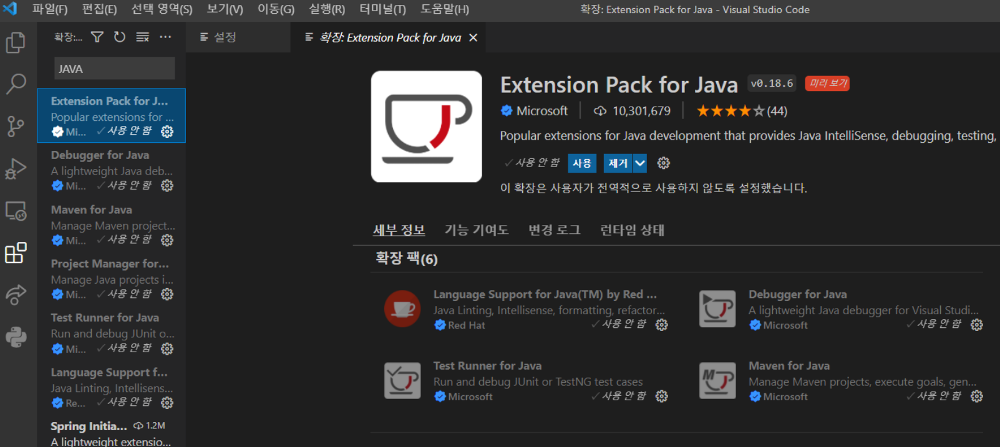 파일(F) 편집(E) 선택 영역(S) 보기(V) 이동(G) 실행(R) 터미널(T) 도움말(H) 확장: Extension Pack for Java - Visual Studio Code
확장:...
설정
확장: Extension Pack for Java
JAVA
Extension Pack for J...
Popular extensions for ...
Mi... 사용 안 함
Debugger for Java
A lightweight Java deb...
Mi... 사용 안 함
Maven for Java
Manage Maven project...
Mi... 사용 안 함
Project Manager for...
Manage Java projects i...
Mi... 사용 안 함
Test Runner for Java
Run and debug JUnit o...
Mi... 사용 안 함
Language Support f...
Java Linting, Intellisens...
Re... 사용 안 함
Spring Initia... 1.2M
A lightweight extensio...
Extension Pack for Java v0.18.6 미리 보기
Microsoft 10,301,679 (44)
Popular extensions for Java development that provides Java IntelliSense, debugging, testing,
사용 안 함 사용 제거
이 확장은 사용자가 전역적으로 사용하지 않도록 설정했습니다.
세부 정보 기능 기여도 변경 로그 런타임 상태
확장 팩(6)
Language Support for Java(TM) by Red ...
Java Linting, Intellisense, formatting, refactor...
Red Hat 사용 안 함
Debugger for Java
A lightweight Java debugger for Visual Studi...
Microsoft 사용 안 함
Test Runner for Java
Run and debug JUnit or TestNG test cases
Microsoft 사용 안 함
Maven for Java
Manage Maven projects, execute goals, gen...
Microsoft 사용 안 함